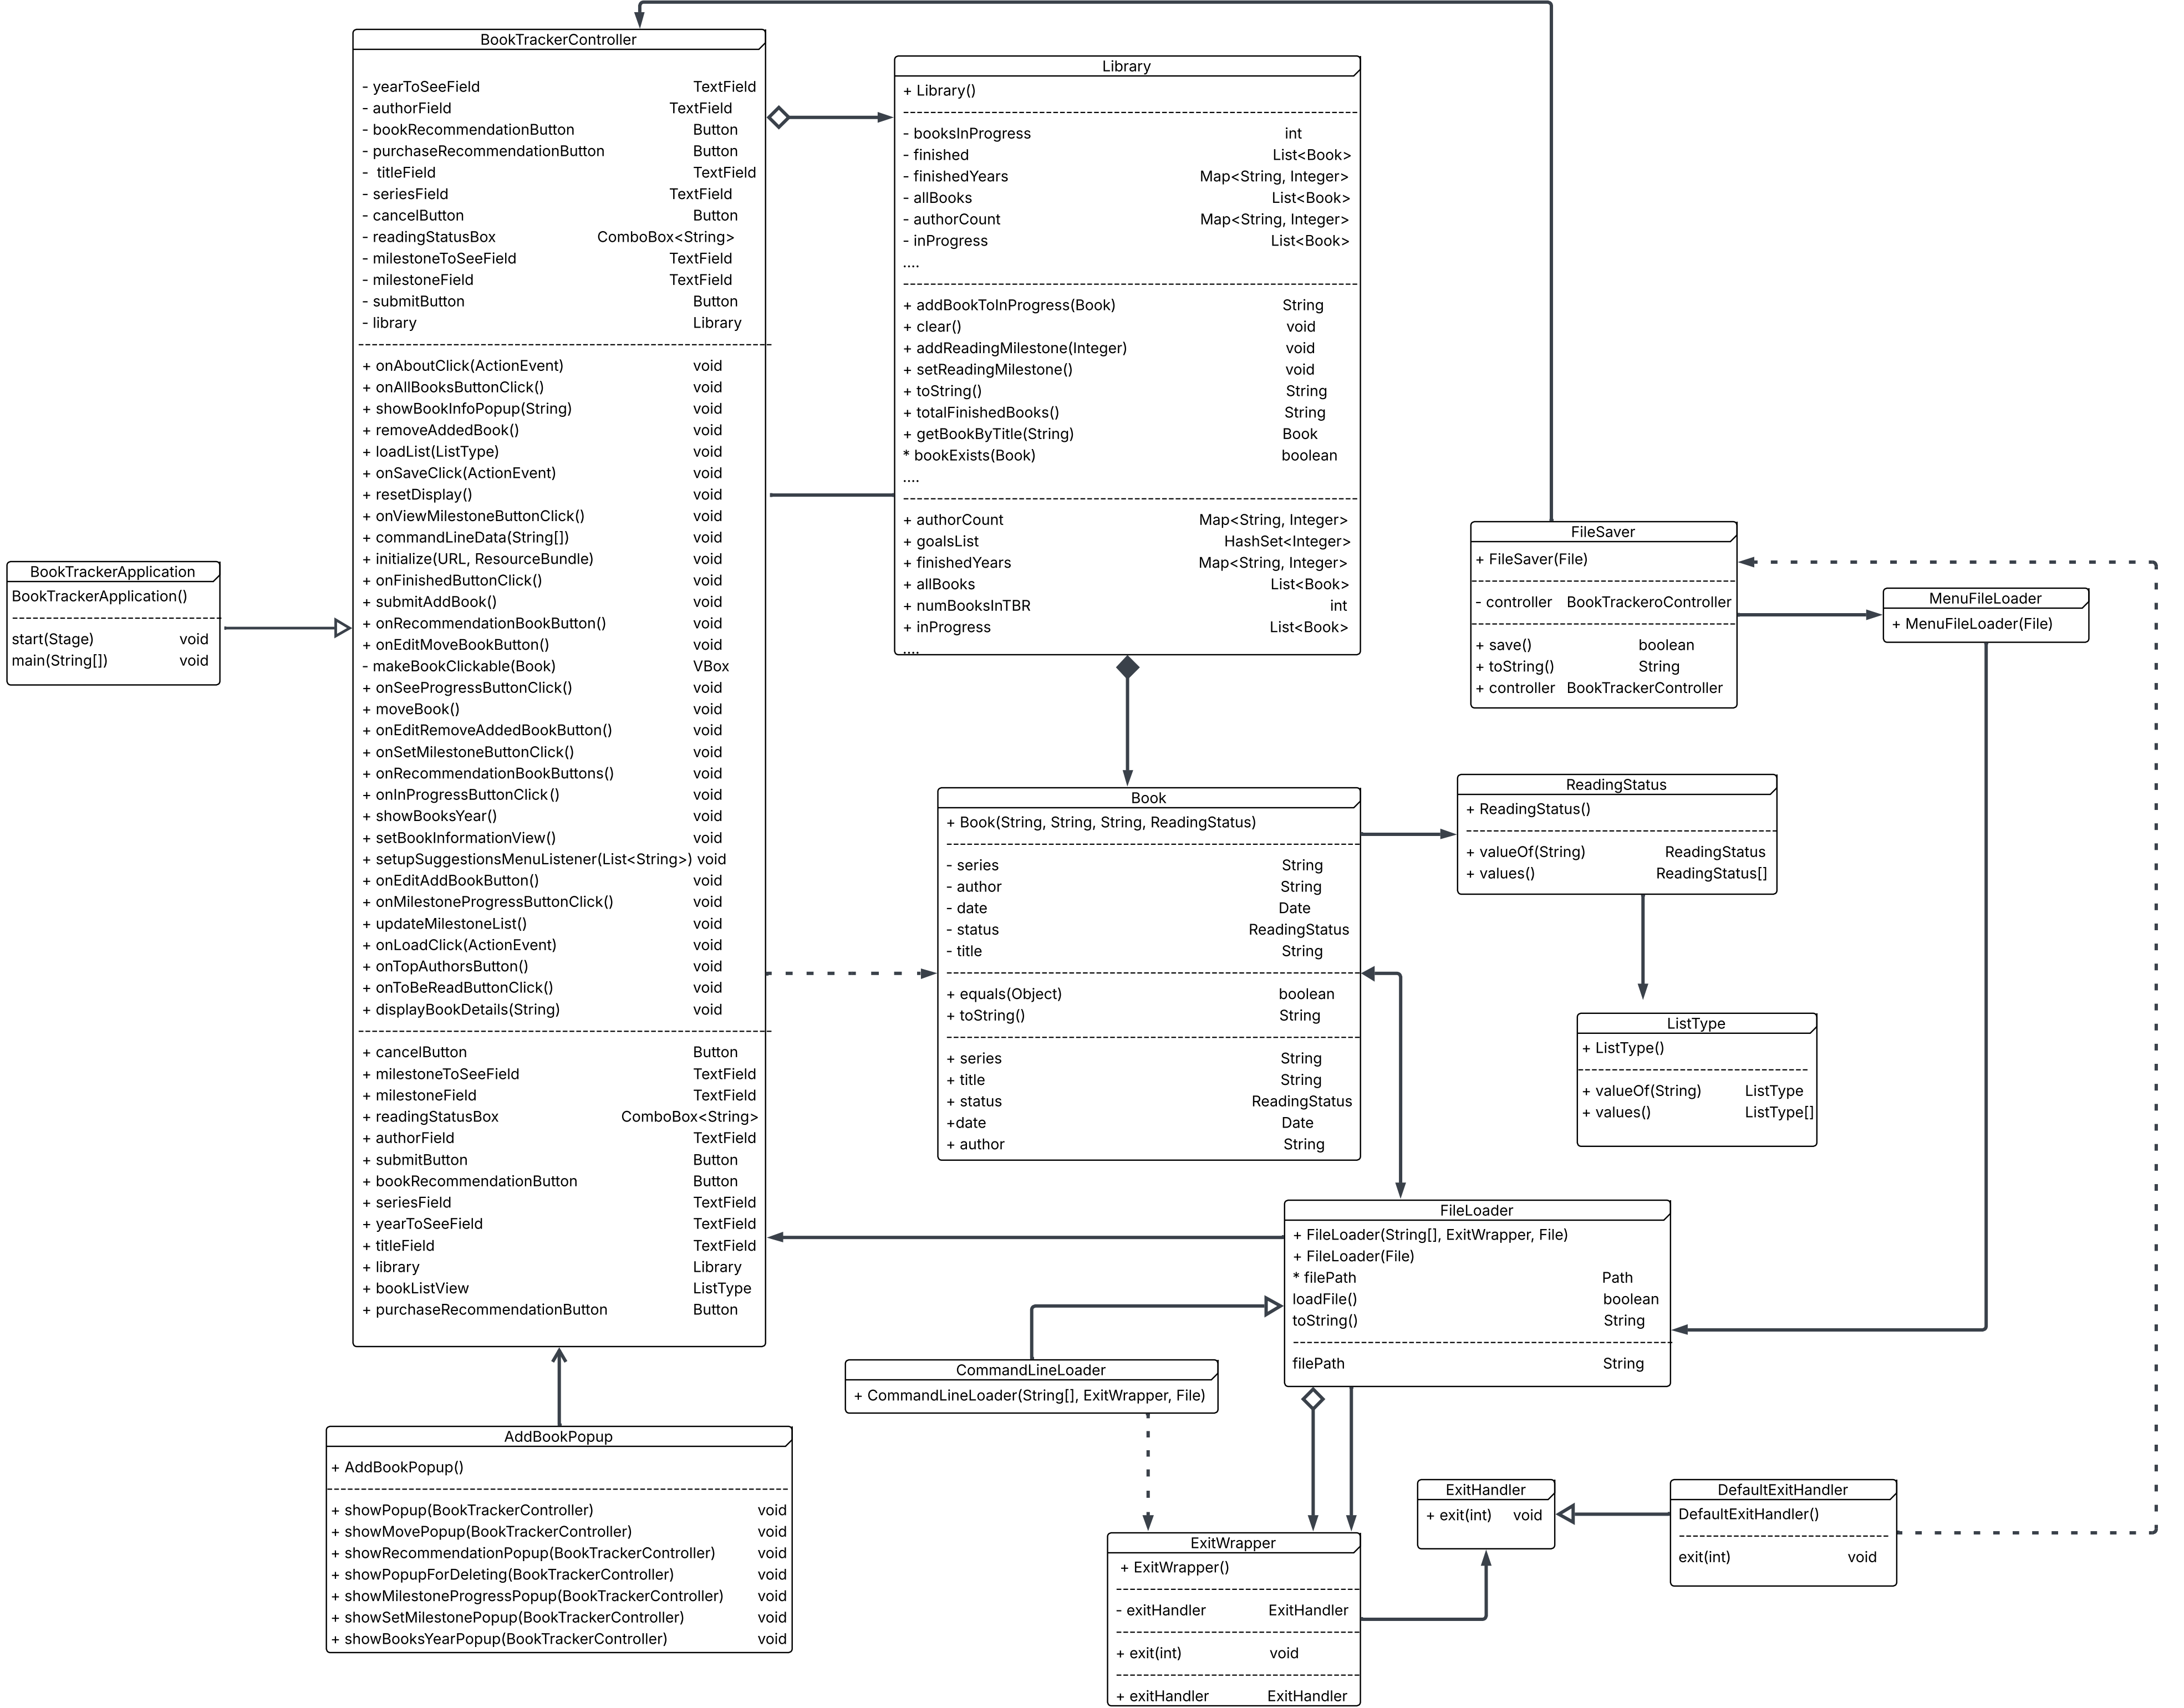 BookTrackerController
- yearToSeeField TextField
- authorField TextField
- bookRecommendationButton Button
- purchaseRecommendationButton Button
- titleField TextField
- seriesField TextField
- cancelButton Button
- readingStatusBox ComboBox<String>
- milestoneToSeeField TextField
- milestoneField TextField
- submitButton Button
- library Library
+ onAboutClick(ActionEvent) void
+ onAllBooksButtonClick() void
+ showBookInfoPopup(String) void
+ removeAddedBook() void
+ loadList(ListType) void
+ onSaveClick(ActionEvent) void
+ resetDisplay() void
+ onViewMilestoneButtonClick() void
+ commandLineData(String[]) void
+ initialize(URL, ResourceBundle) void
+ onFinishedButtonClick() void
+ submitAddBook() void
+ onRecommendationBookButton() void
+ onEditMoveBookButton() void
- makeBookClickable(Book) VBox
+ onSeeProgressButtonClick() void
+ moveBook() void
+ onEditRemoveAddedBookButton() void
+ onSetMilestoneButtonClick() void
+ onRecommendationBookButtons() void
+ onInProgressButtonClick() void
+ showBooksYear() void
+ setBookInformationView() void
+ setupSuggestionsMenuListener(List<String>) void
+ onEditAddBookButton() void
+ onMilestoneProgressButtonClick() void
+ updateMilestoneList() void
+ onLoadClick(ActionEvent) void
+ onTopAuthorsButton() void
+ onToBeReadButtonClick() void
+ displayBookDetails(String) void
+ cancelButton Button
+ milestoneToSeeField TextField
+ milestoneField TextField
+ readingStatusBox ComboBox<String>
+ authorField TextField
+ submitButton Button
+ bookRecommendationButton Button
+ seriesField TextField
+ yearToSeeField TextField
+ titleField TextField
+ library Library
+ bookListView ListType
+ purchaseRecommendationButton Button
Library
+ Library()
- booksInProgress int
- finished List<Book>
- finishedYears Map<String, Integer>
- allBooks List<Book>
- authorCount Map<String, Integer>
- inProgress List<Book>
....
+ addBookToInProgress(Book) String
+ clear() void
+ addReadingMilestone(Integer) void
+ setReadingMilestone() void
+ toString() String
+ totalFinishedBooks() String
+ getBookByTitle(String) Book
* bookExists(Book) boolean
....
+ authorCount Map<String, Integer>
+ goalsList HashSet<Integer>
+ finishedYears Map<String, Integer>
+ allBooks List<Book>
+ numBooksInTBR int
+ inProgress List<Book>
....
FileSaver
+ FileSaver(File)
- controller BookTrackeroController
+ save() boolean
+ toString() String
+ controller BookTrackerController
MenuFileLoader
+ MenuFileLoader(File)
BookTrackerApplication
BookTrackerApplication()
start(Stage) void
main(String[]) void
Book
+ Book(String, String, String, ReadingStatus)
- series String
- author String
- date Date
- status ReadingStatus
- title String
+ equals(Object) boolean
+ toString() String
+ series String
+ title String
+ status ReadingStatus
+date Date
+ author String
ReadingStatus
+ ReadingStatus()
+ valueOf(String) ReadingStatus
+ values() ReadingStatus[]
ListType
+ ListType()
+ valueOf(String) ListType
+ values() ListType[]
FileLoader
+ FileLoader(String[], ExitWrapper, File)
+ FileLoader(File)
* filePath Path
loadFile() boolean
toString() String
filePath String
CommandLineLoader
+ CommandLineLoader(String[], ExitWrapper, File)
AddBookPopup
+ AddBookPopup()
+ showPopup(BookTrackerController) void
+ showMovePopup(BookTrackerController) void
+ showRecommendationPopup(BookTrackerController) void
+ showPopupForDeleting(BookTrackerController) void
+ showMilestoneProgressPopup(BookTrackerController) void
+ showSetMilestonePopup(BookTrackerController) void
+ showBooksYearPopup(BookTrackerController) void
ExitHandler
+ exit(int) void
DefaultExitHandler
DefaultExitHandler()
exit(int) void
ExitWrapper
+ ExitWrapper()
- exitHandler ExitHandler
+ exit(int) void
+ exitHandler ExitHandler